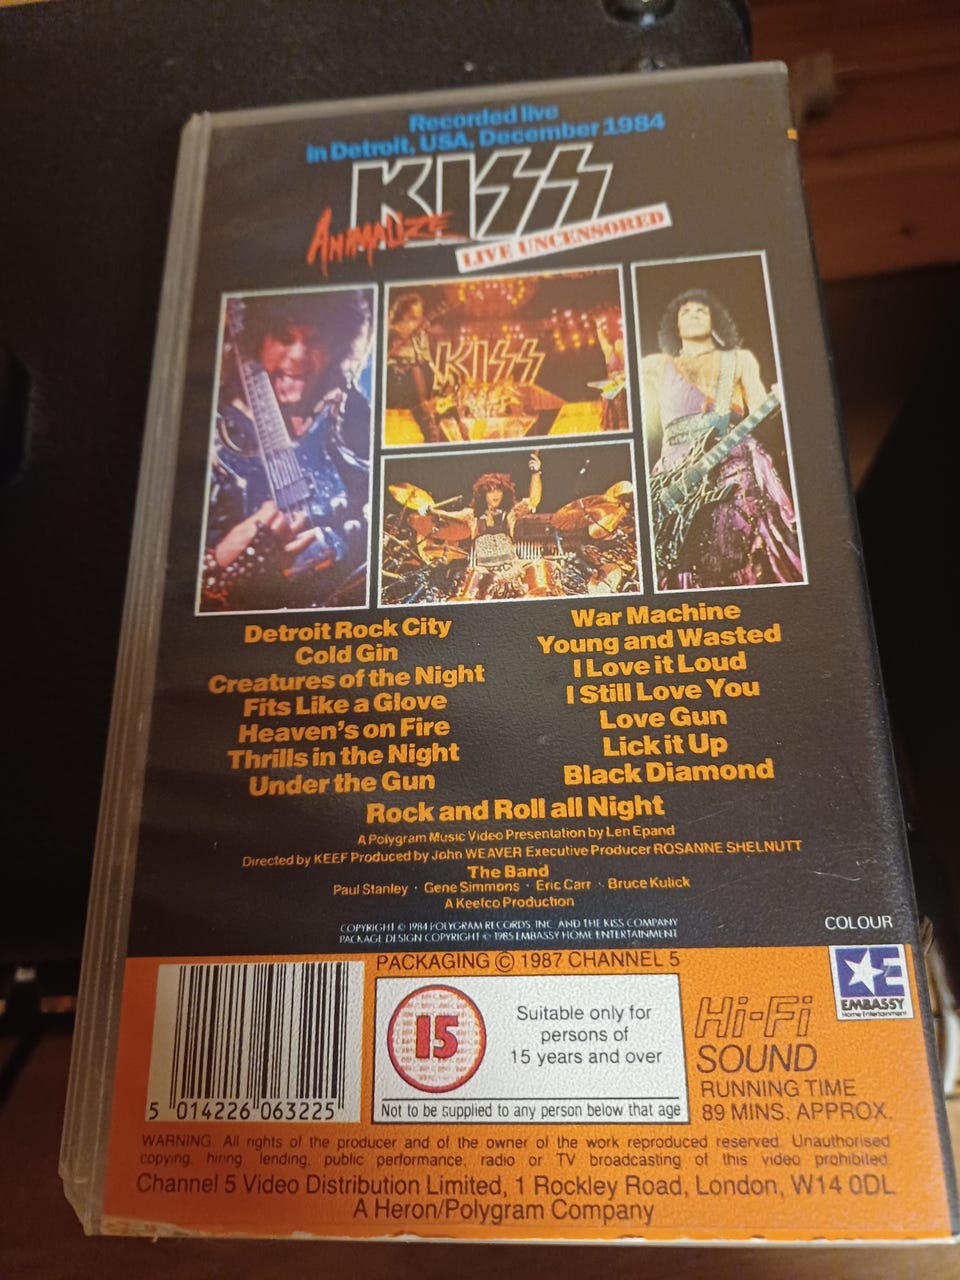 Recorded live
in Detroit, USA, December 1984
KISS
ANIMALIZE
LIVE UNCENSORED
KISS
Detroit Rock City
Cold Gin
Creatures of the Night
Fits Like a Glove
Heaven's on Fire
Thrills in the Night
Under the Gun
War Machine
Young and Wasted
I Love it Loud
I Still Love You
Love Gun
Lick it Up
Black Diamond
Rock and Roll all Night
A Polygram Music Video Presentation by Len Epand
Directed by KEEF Produced by John WEAVER Executive Producer ROSANNE SHELNUTT
The Band
Paul Stanley · Gene Simmons · Eric Carr · Bruce Kulick
A Keefco Production
COPYRIGHT © 1984 POLYGRAM RECORDS, INC. AND THE KISS COMPANY
PACKAGE DESIGN COPYRIGHT © 1985 EMBASSY HOME ENTERTAINMENT
COLOUR
PACKAGING © 1987 CHANNEL 5
E
EMBASSY
Home Entertainment
5 014226 063225
15
Suitable only for
persons of
15 years and over
Not to be supplied to any person below that age
Hi-Fi
SOUND
RUNNING TIME
89 MINS. APPROX.
WARNING. All rights of the producer and of the owner of the work reproduced reserved. Unauthorised
copying, hiring, lending, public performance, radio or TV broadcasting of this video prohibited.
Channel 5 Video Distribution Limited, 1 Rockley Road, London, W14 0DL
A Heron/Polygram Company